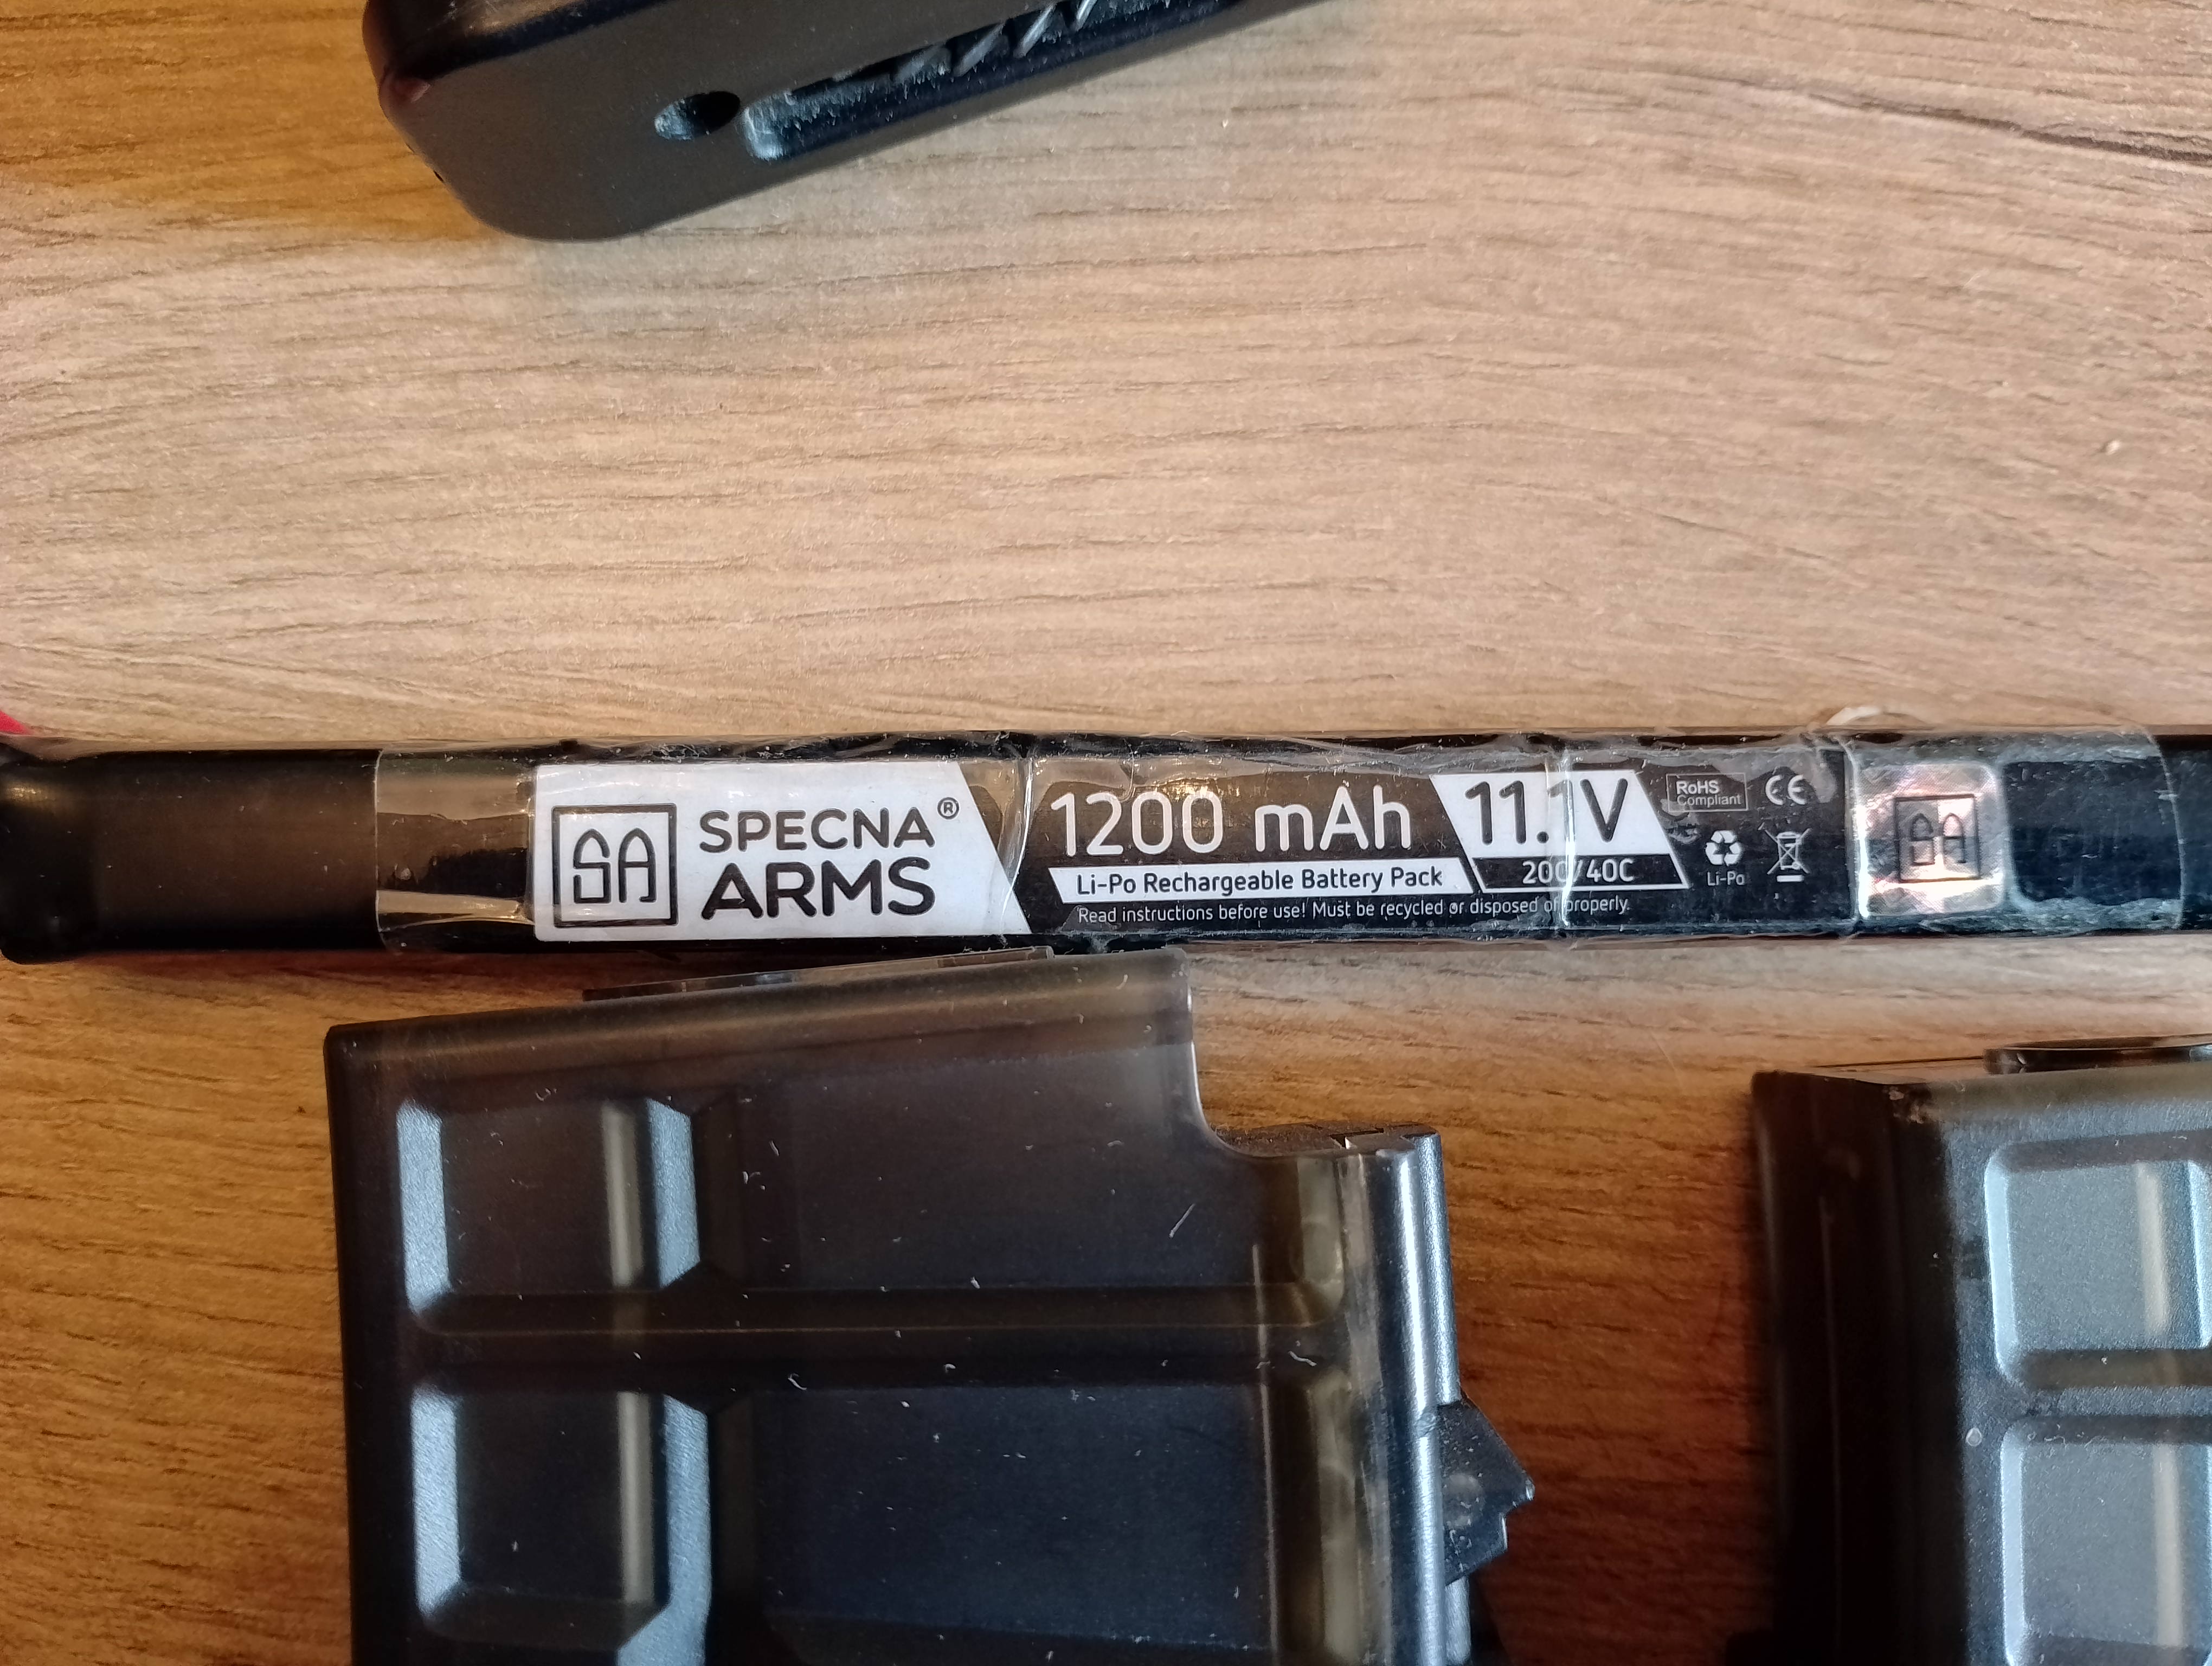 SA
SPECNA®
ARMS
1200 mAh
Li-Po Rechargeable Battery Pack
Read instructions before use! Must be recycled or disposed of properly.
11.1V
20C/40C
RoHS
Compliant
CE
Li-Po
SA